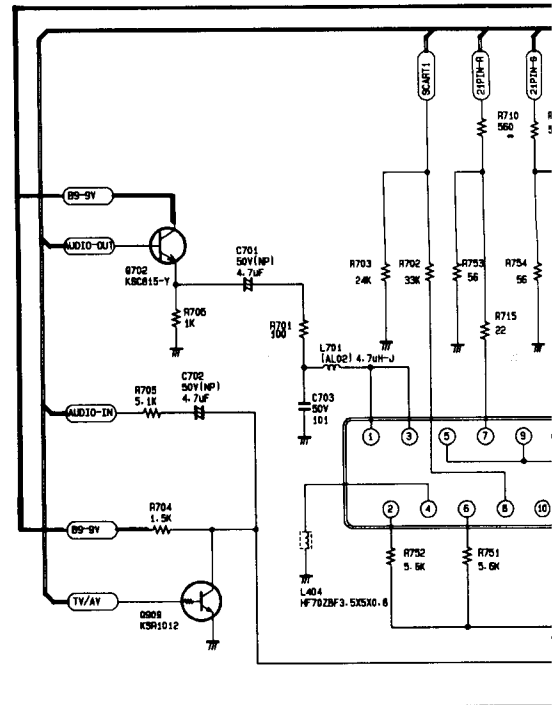 SCART1
21PIN-R
21PIN-G
R710
560
B9-9V
AUDIO-OUT
Q702
KSC815-Y
C701
50V(NP)
4.7uF
R703
24K
R702
33K
R753
56
R754
56
R706
1K
R701
100
R715
22
L701
(AL02) 4.7uH-J
C702
50V(NP)
4.7uF
R705
5.1K
AUDIO-IN
C703
50V
101
1
3
5
7
9
2
4
6
8
10
R704
1.5K
B9-9V
R752
5.6K
R751
5.6K
L404
HF70ZBF3.5X5X0.8
TV/AV
Q909
KSR1012